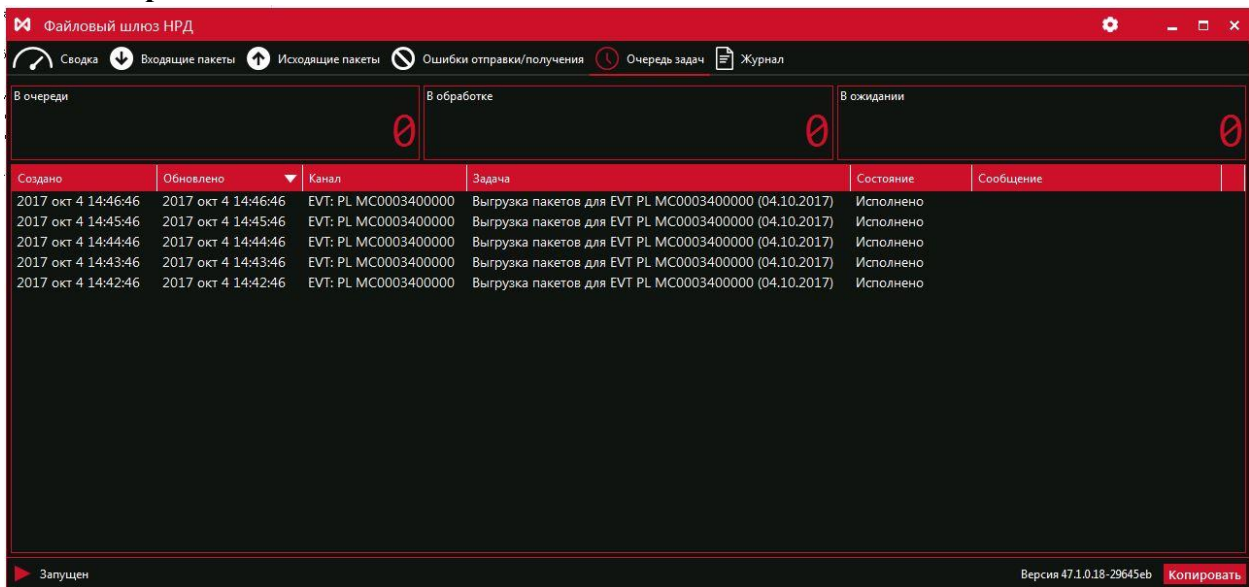 Файловый шлюз НРД
Сводка Входящие пакеты Исходящие пакеты Ошибки отправки/получения Очередь задач Журнал
В очереди В обработке В ожидании
0 0 0
Создано Обновлено Канал Задача Состояние Сообщение
2017 окт 4 14:46:46 2017 окт 4 14:46:46 EVT: PL MC0003400000 Выгрузка пакетов для EVT PL MC0003400000 (04.10.2017) Исполнено
2017 окт 4 14:45:46 2017 окт 4 14:45:46 EVT: PL MC0003400000 Выгрузка пакетов для EVT PL MC0003400000 (04.10.2017) Исполнено
2017 окт 4 14:44:46 2017 окт 4 14:44:46 EVT: PL MC0003400000 Выгрузка пакетов для EVT PL MC0003400000 (04.10.2017) Исполнено
2017 окт 4 14:43:46 2017 окт 4 14:43:46 EVT: PL MC0003400000 Выгрузка пакетов для EVT PL MC0003400000 (04.10.2017) Исполнено
2017 окт 4 14:42:46 2017 окт 4 14:42:46 EVT: PL MC0003400000 Выгрузка пакетов для EVT PL MC0003400000 (04.10.2017) Исполнено
Запущен Версия 47.1.0.18-29645eb Копировать